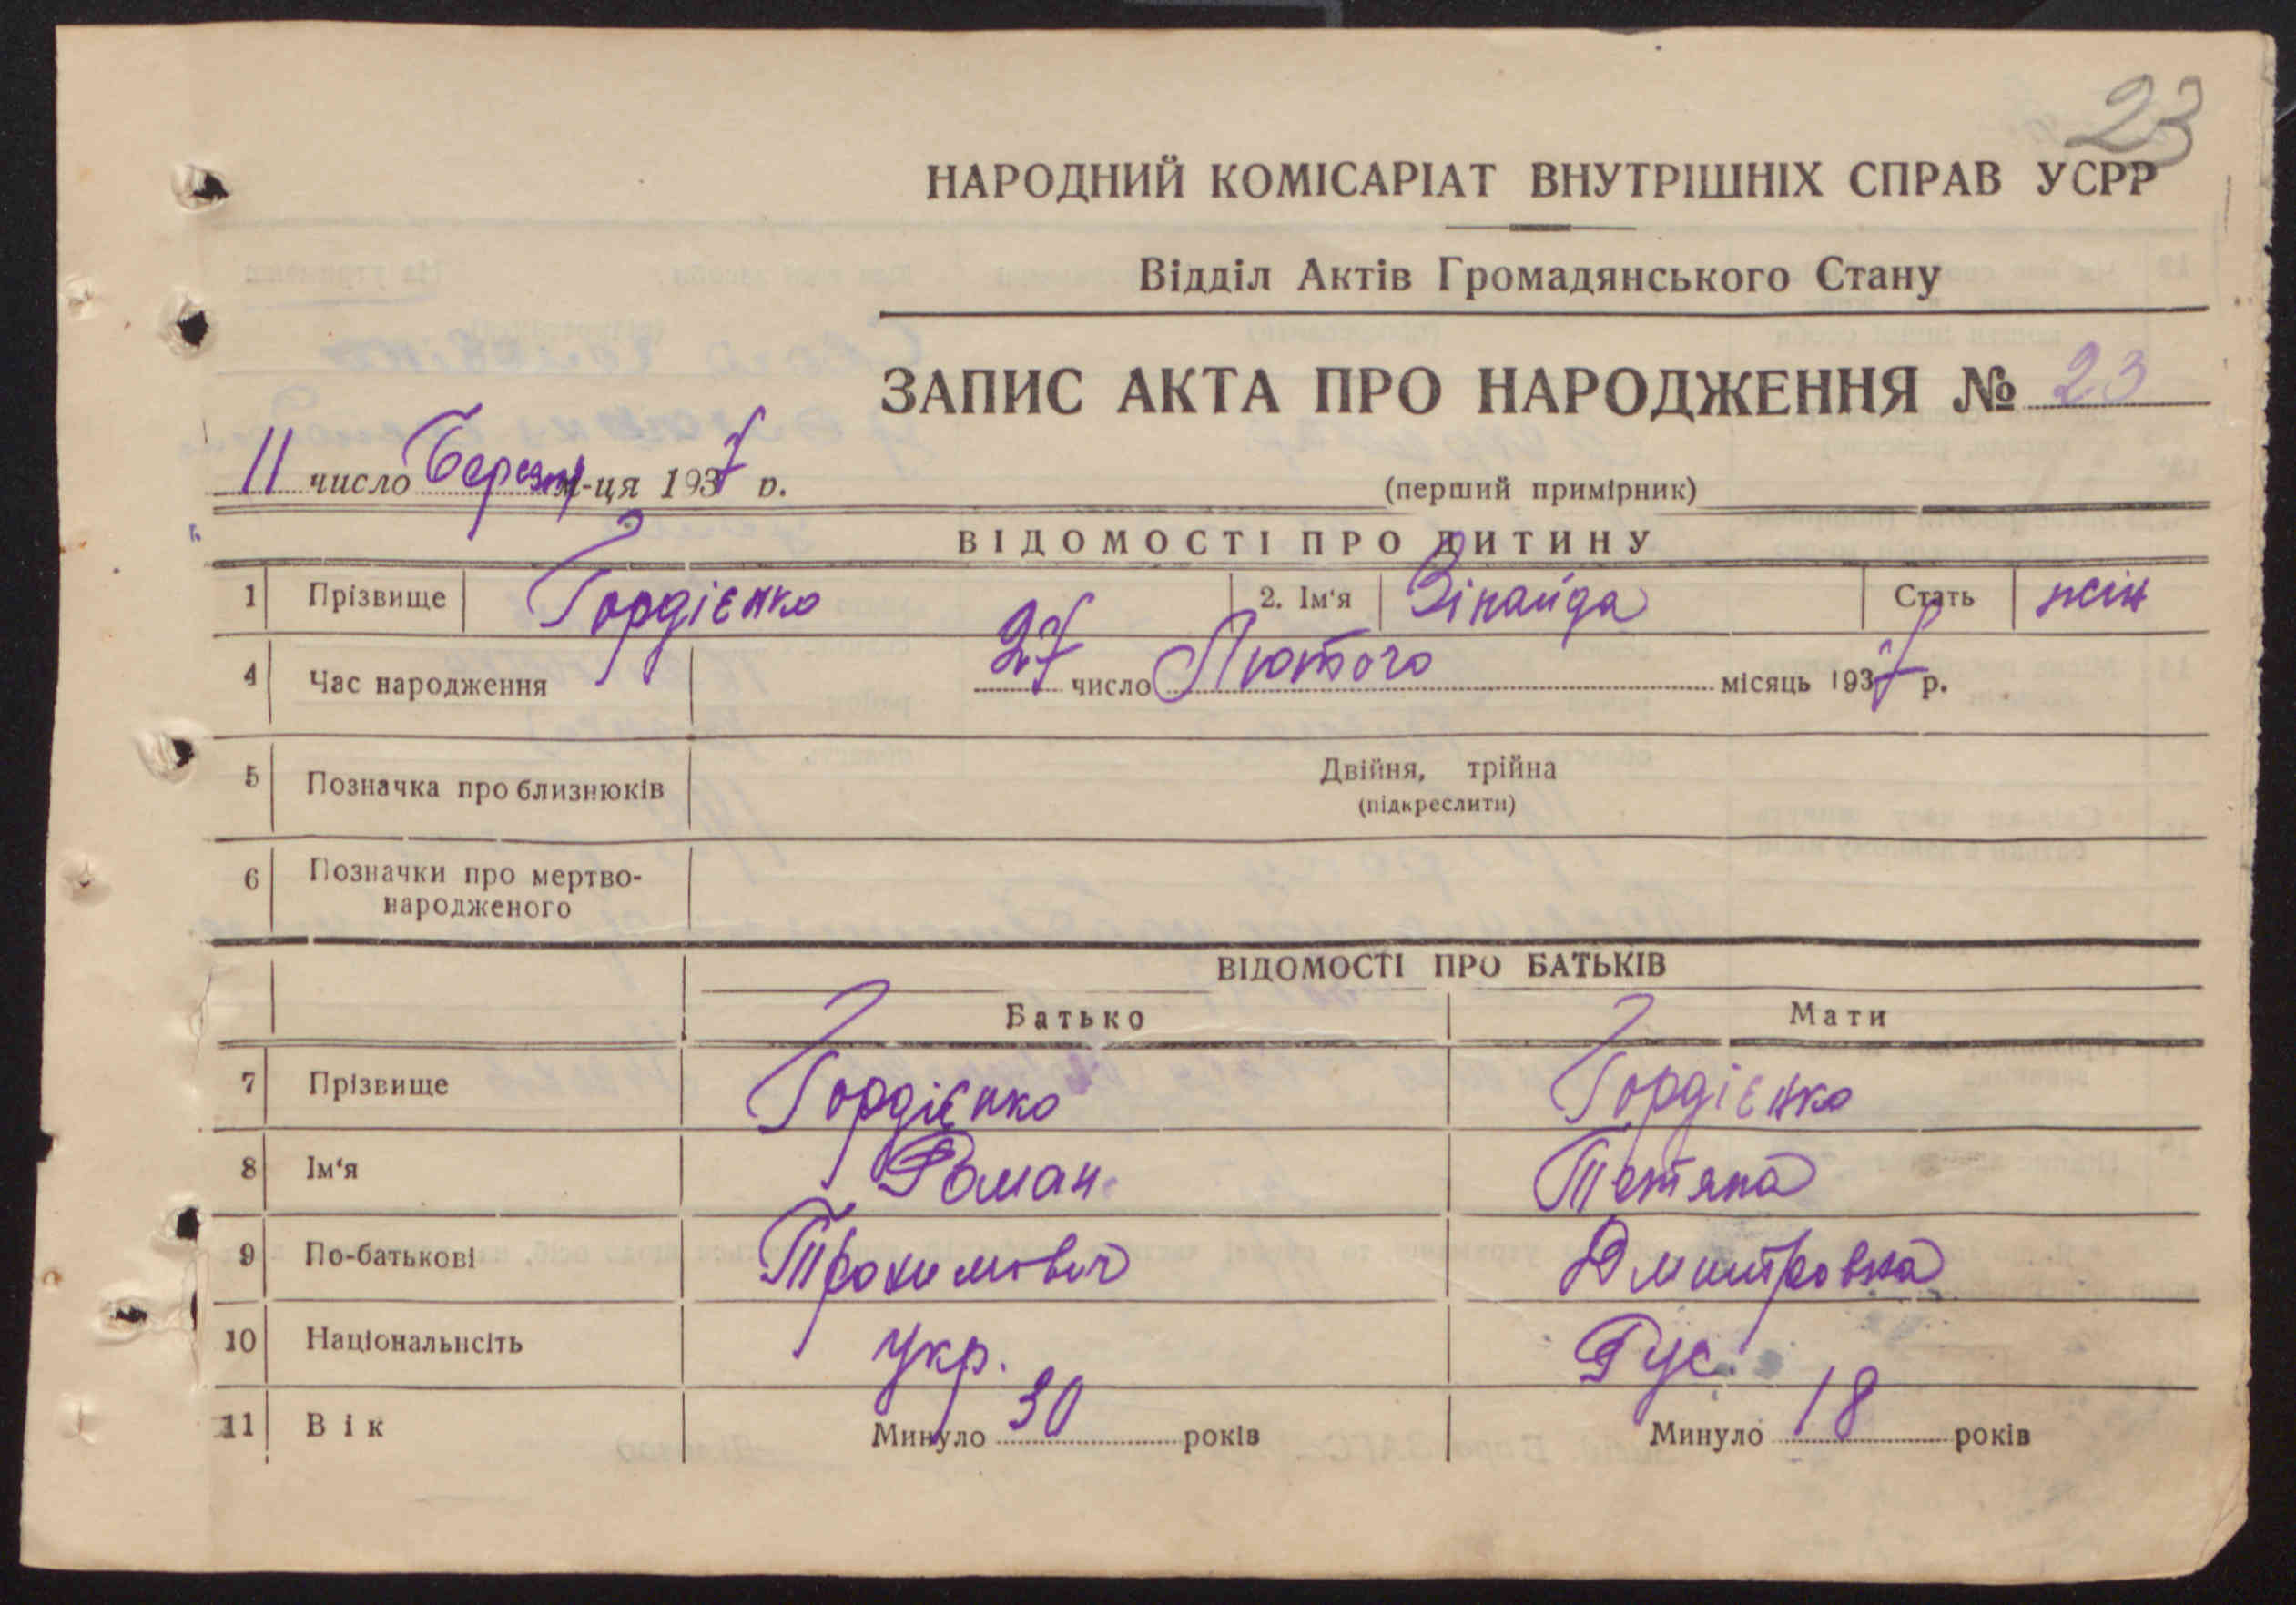 23
НАРОДНИЙ КОМІСАРІАТ ВНУТРІШНІХ СПРАВ УСРР
Відділ Актів Громадянського Стану
ЗАПИС АКТА ПРО НАРОДЖЕННЯ № 23
11 число Березня м-ця 1937 р.
(перший примірник)
ВІДОМОСТІ ПРО ДИТИНУ
1 Прізвище Гордієнко 2. Ім'я Зінаїда Стать жін
4 Час народження 27 число Лютого місяць 1937 р.
5 Позначка про близнюків Двійня, трійна
(підкреслити)
6 Позначки про мертво-
народженого
ВІДОМОСТІ ПРО БАТЬКІВ
Батько Мати
7 Прізвище Гордієнко Гордієнко
8 Ім'я Роман Тетяна
9 По-батькові Трохимович Дмитровна
10 Національнсіть Укр. Рус.
11 Вік Минуло 30 років Минуло 18 років